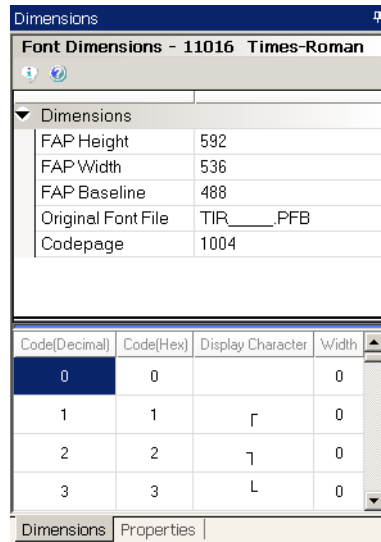 Dimensions
Font Dimensions - 11016 Times-Roman
Dimensions
FAP Height 592
FAP Width 536
FAP Baseline 488
Original Font File TIR_____.PFB
Codepage 1004
Code(Decimal) Code(Hex) Display Character Width
0 0 0
1 1 ┌ 0
2 2 ┐ 0
3 3 └ 0
Dimensions Properties